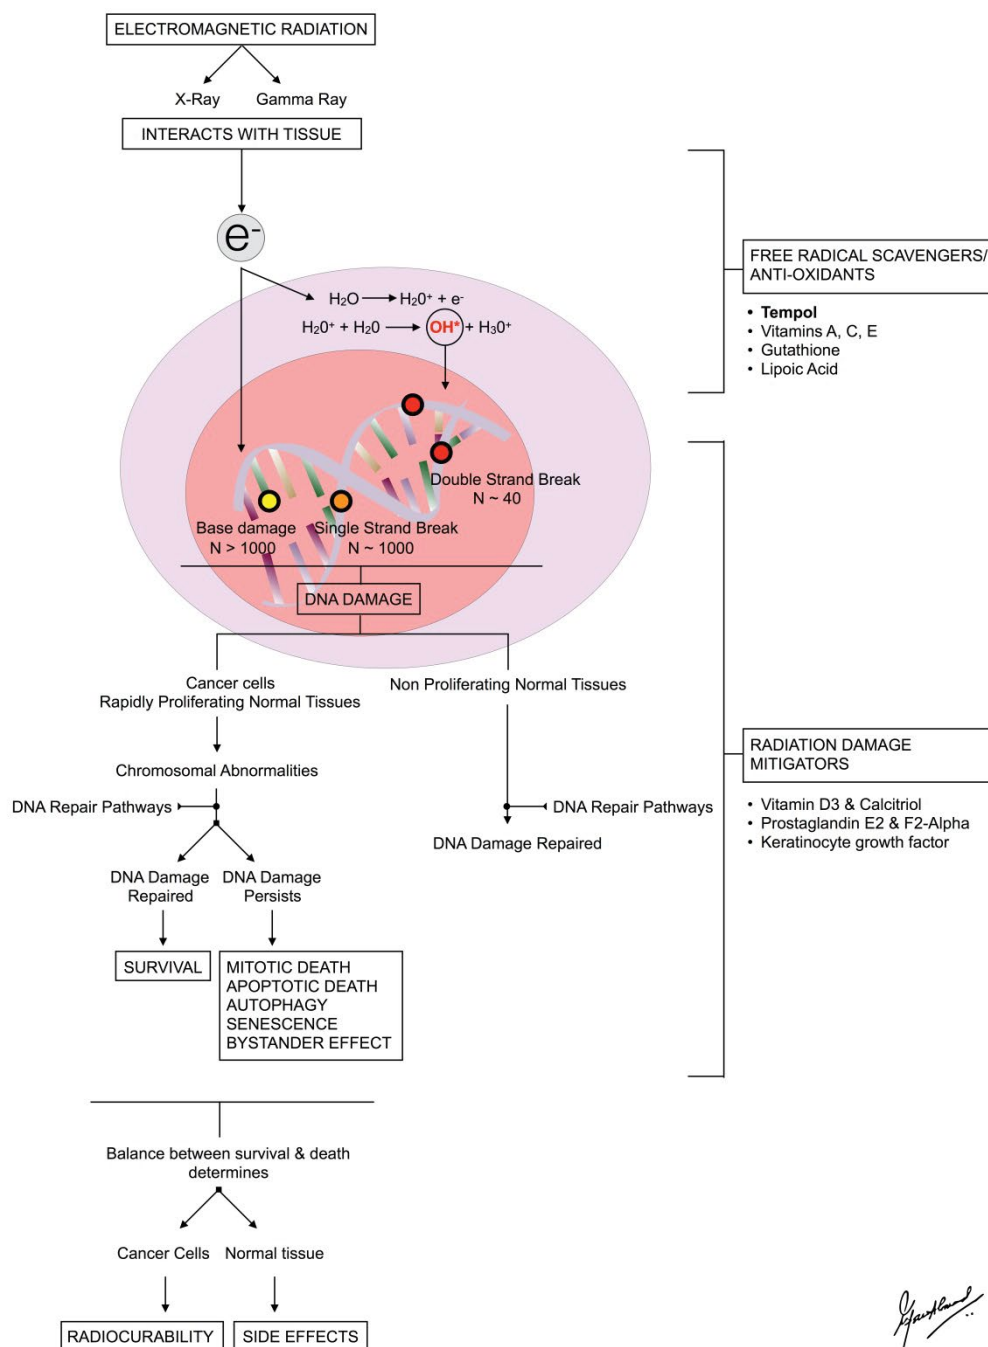 ELECTROMAGNETIC RADIATION
X-Ray
Gamma Ray
INTERACTS WITH TISSUE
e-
H₂O → H₂0⁺ + e-
H₂0⁺ + H₂0 → OH* + H₃0⁺
Double Strand Break
N ~ 40
Base damage
N > 1000
Single Strand Break
N ~ 1000
DNA DAMAGE
Cancer cells
Rapidly Proliferating Normal Tissues
Non Proliferating Normal Tissues
Chromosomal Abnormalities
DNA Repair Pathways
DNA Repair Pathways
DNA Damage Repaired
DNA Damage
Repaired
DNA Damage
Persists
SURVIVAL
MITOTIC DEATH
APOPTOTIC DEATH
AUTOPHAGY
SENESCENCE
BYSTANDER EFFECT
Balance between survival & death
determines
Cancer Cells
Normal tissue
RADIOCURABILITY
SIDE EFFECTS
FREE RADICAL SCAVENGERS/
ANTI-OXIDANTS
• Tempol
• Vitamins A, C, E
• Gutathione
• Lipoic Acid
RADIATION DAMAGE
MITIGATORS
• Vitamin D3 & Calcitriol
• Prostaglandin E2 & F2-Alpha
• Keratinocyte growth factor